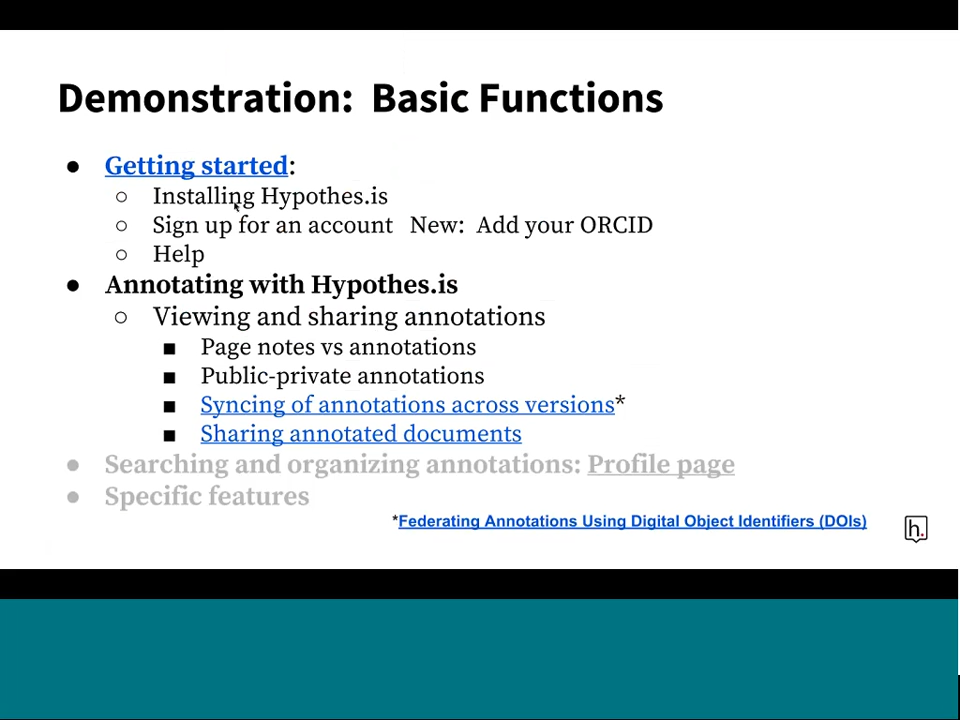 Demonstration:  Basic Functions
● Getting started:
○ Installing Hypothes.is
○ Sign up for an account   New:  Add your ORCID
○ Help
● Annotating with Hypothes.is
○ Viewing and sharing annotations
■ Page notes vs annotations
■ Public-private annotations
■ Syncing of annotations across versions*
■ Sharing annotated documents
● Searching and organizing annotations: Profile page
● Specific features
*Federating Annotations Using Digital Object Identifiers (DOIs)
h.